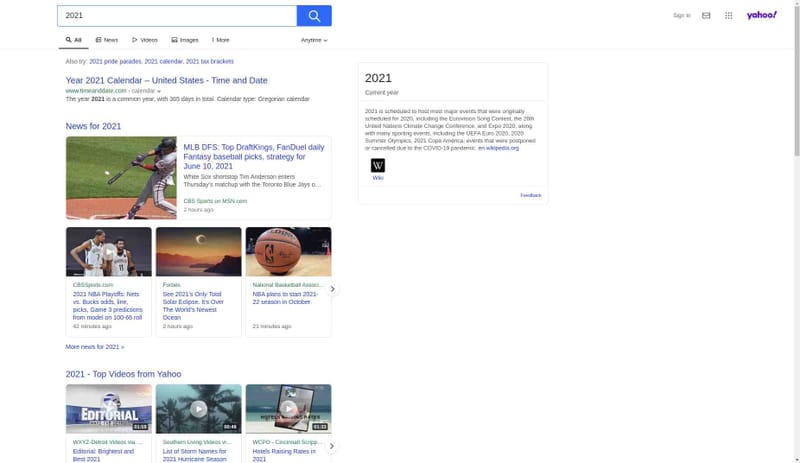 2021
Sign In
yahoo!
All
News
Videos
Images
More
Anytime
Also try: 2021 pride parades, 2021 calendar, 2021 tax brackets
Year 2021 Calendar – United States - Time and Date
www.timeanddate.com › calendar
The year 2021 is a common year, with 365 days in total. Calendar type: Gregorian calendar
News for 2021
MLB DFS: Top DraftKings, FanDuel daily
Fantasy baseball picks, strategy for
June 10, 2021
White Sox shortstop Tim Anderson enters
Thursday's matchup with the Toronto Blue Jays o...
CBS Sports on MSN.com
2 hours ago
CBSSports.com
2021 NBA Playoffs: Nets
vs. Bucks odds, line,
picks, Game 3 predictions
from model on 100-66 roll
42 minutes ago
Forbes
See 2021's Only Total
Solar Eclipse. It's Over
The World's Newest
Ocean
2 hours ago
National Basketball Associ...
NBA plans to start 2021-
22 season in October
21 minutes ago
More news for 2021 »
2021 - Top Videos from Yahoo
EDITORIAL
01:59
WXYZ-Detroit Videos via ...
Editorial: Brightest and
Best 2021
00:46
Southern Living Videos vi...
List of Storm Names for
2021 Hurricane Season
HOTELS RAISING RATES
01:33
WCPO - Cincinnati Scripp...
Hotels Raising Rates in
2021
2021
Current year
2021 is scheduled to host most major events that were originally
scheduled for 2020, including the Eurovision Song Contest, the 26th
United Nations Climate Change Conference, and Expo 2020, along
with many sporting events, including the UEFA Euro 2020, 2020
Summer Olympics, 2021 Copa América; events that were postponed
or cancelled due to the COVID-19 pandemic. en.wikipedia.org
W
Wiki
Feedback